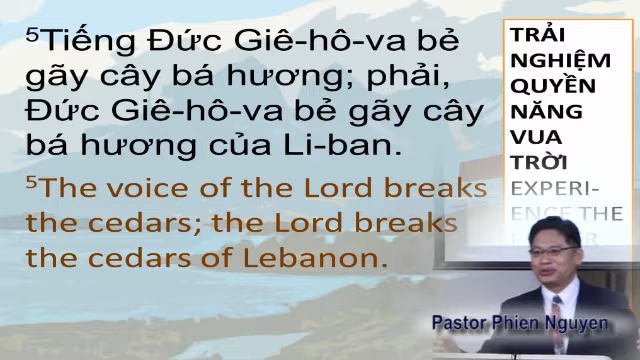 ⁵Tiếng Đức Giê-hô-va bẻ
gãy cây bá hương; phải,
Đức Giê-hô-va bẻ gãy cây
bá hương của Li-ban.
⁵The voice of the Lord breaks
the cedars; the Lord breaks
the cedars of Lebanon.
TRẢI
NGHIỆM
QUYỀN
NĂNG
VUA
TRỜI
EXPERI-
ENCE THE
Pastor Phien Nguyen